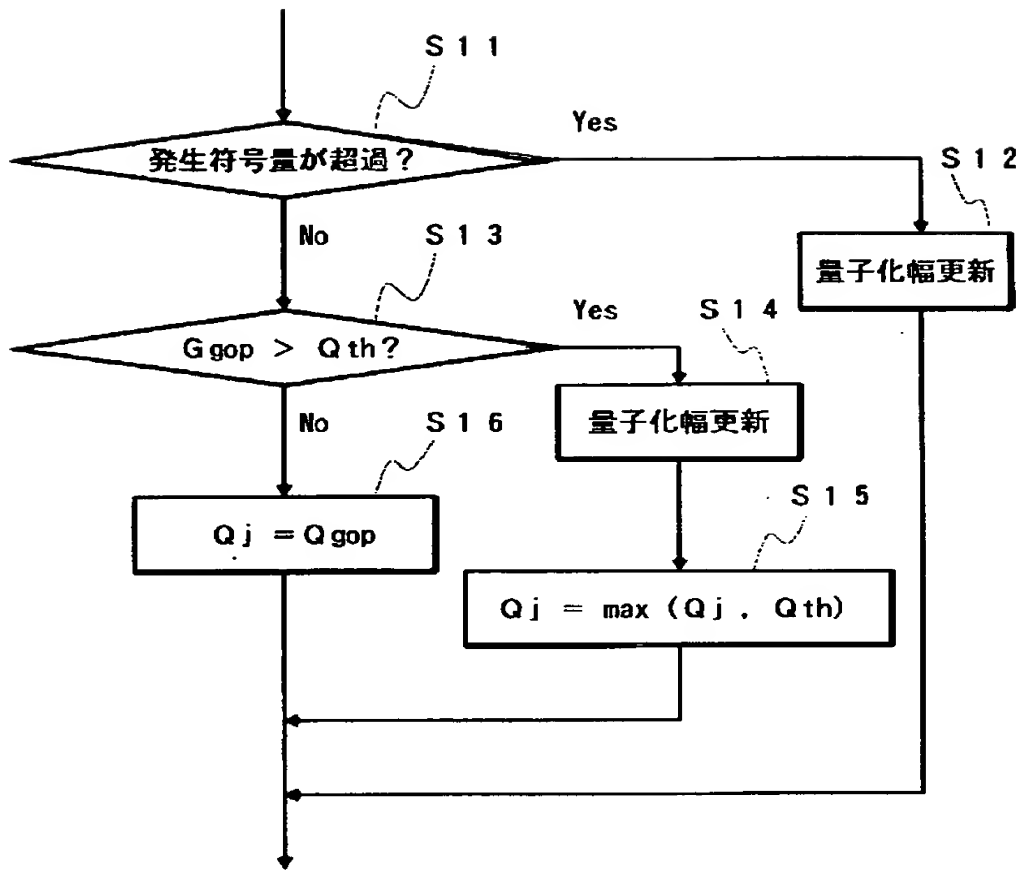 S11
発生符号量が超過?
Yes
S12
量子化幅更新
No
S13
Ggop > Qth?
Yes
S14
量子化幅更新
No
S16
Qj = Qgop
S15
Qj = max (Qj , Qth)